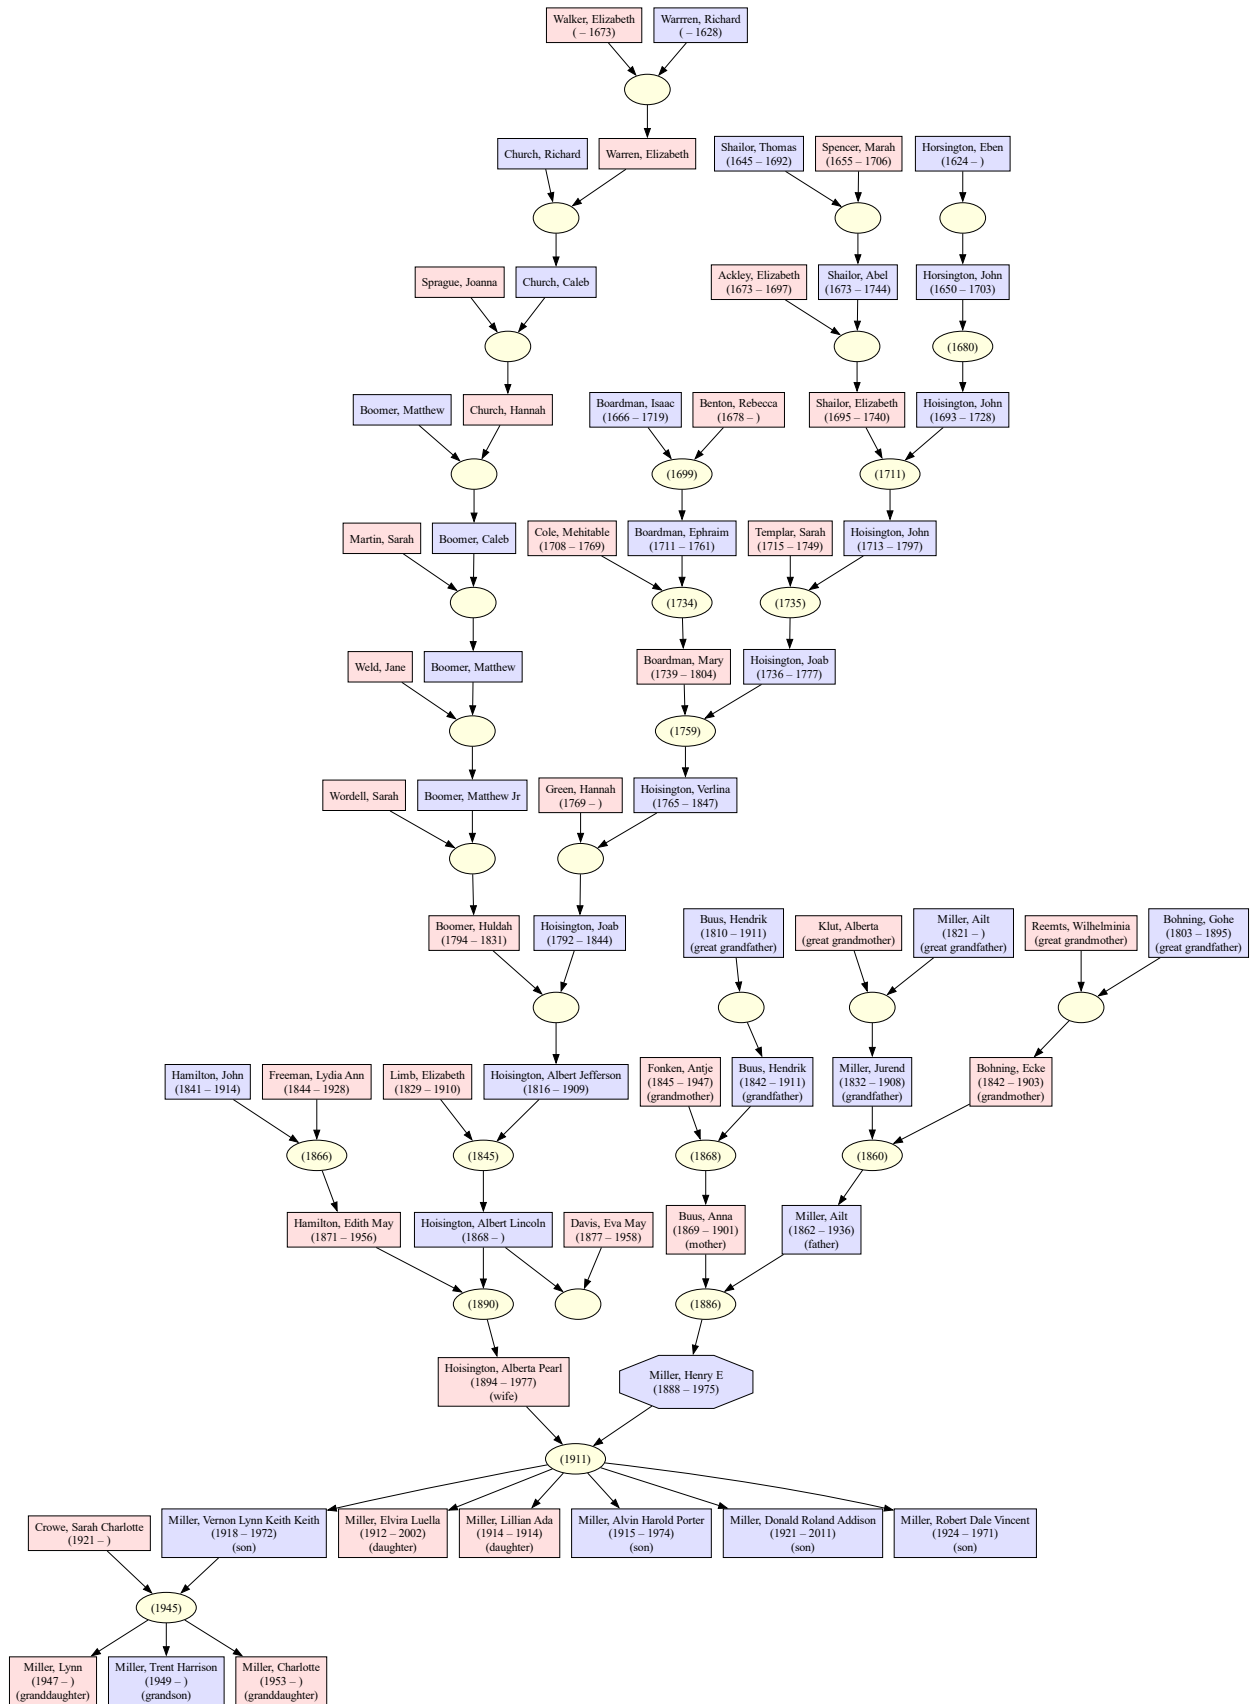 Walker, Elizabeth
( – 1673)
Warrren, Richard
( – 1628)
Church, Richard
Warren, Elizabeth
Shailor, Thomas
(1645 – 1692)
Spencer, Marah
(1655 – 1706)
Horsington, Eben
(1624 – )
Sprague, Joanna
Church, Caleb
Ackley, Elizabeth
(1673 – 1697)
Shailor, Abel
(1673 – 1744)
Horsington, John
(1650 – 1703)
(1680)
Boomer, Matthew
Church, Hannah
Boardman, Isaac
(1666 – 1719)
Benton, Rebecca
(1678 – )
Shailor, Elizabeth
(1695 – 1740)
Hoisington, John
(1693 – 1728)
(1699)
(1711)
Martin, Sarah
Boomer, Caleb
Cole, Mehitable
(1708 – 1769)
Boardman, Ephraim
(1711 – 1761)
Templar, Sarah
(1715 – 1749)
Hoisington, John
(1713 – 1797)
(1734)
(1735)
Weld, Jane
Boomer, Matthew
Boardman, Mary
(1739 – 1804)
Hoisington, Joab
(1736 – 1777)
(1759)
Wordell, Sarah
Boomer, Matthew Jr
Green, Hannah
(1769 – )
Hoisington, Verlina
(1765 – 1847)
Boomer, Huldah
(1794 – 1831)
Hoisington, Joab
(1792 – 1844)
Buus, Hendrik
(1810 – 1911)
(great grandfather)
Klut, Alberta
(great grandmother)
Miller, Ailt
(1821 – )
(great grandfather)
Reemts, Wilhelminia
(great grandmother)
Bohning, Gohe
(1803 – 1895)
(great grandfather)
Hamilton, John
(1841 – 1914)
Freeman, Lydia Ann
(1844 – 1928)
Limb, Elizabeth
(1829 – 1910)
Hoisington, Albert Jefferson
(1816 – 1909)
Fonken, Antje
(1845 – 1947)
(grandmother)
Buus, Hendrik
(1842 – 1911)
(grandfather)
Miller, Jurend
(1832 – 1908)
(grandfather)
Bohning, Ecke
(1842 – 1903)
(grandmother)
(1866)
(1845)
(1868)
(1860)
Hamilton, Edith May
(1871 – 1956)
Hoisington, Albert Lincoln
(1868 – )
Davis, Eva May
(1877 – 1958)
Buus, Anna
(1869 – 1901)
(mother)
Miller, Ailt
(1862 – 1936)
(father)
(1890)
(1886)
Hoisington, Alberta Pearl
(1894 – 1977)
(wife)
Miller, Henry E
(1888 – 1975)
(1911)
Crowe, Sarah Charlotte
(1921 – )
Miller, Vernon Lynn Keith Keith
(1918 – 1972)
(son)
Miller, Elvira Luella
(1912 – 2002)
(daughter)
Miller, Lillian Ada
(1914 – 1914)
(daughter)
Miller, Alvin Harold Porter
(1915 – 1974)
(son)
Miller, Donald Roland Addison
(1921 – 2011)
(son)
Miller, Robert Dale Vincent
(1924 – 1971)
(son)
(1945)
Miller, Lynn
(1947 – )
(granddaughter)
Miller, Trent Harrison
(1949 – )
(grandson)
Miller, Charlotte
(1953 – )
(granddaughter)